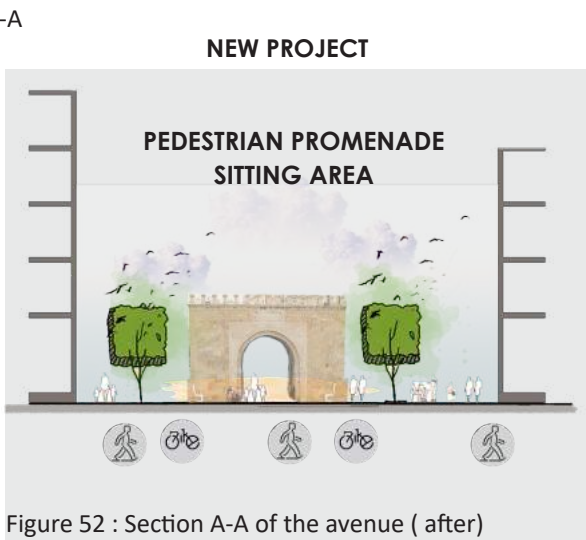 -A
NEW PROJECT
PEDESTRIAN PROMENADE
SITTING AREA
Figure 52 : Section A-A of the avenue ( after)